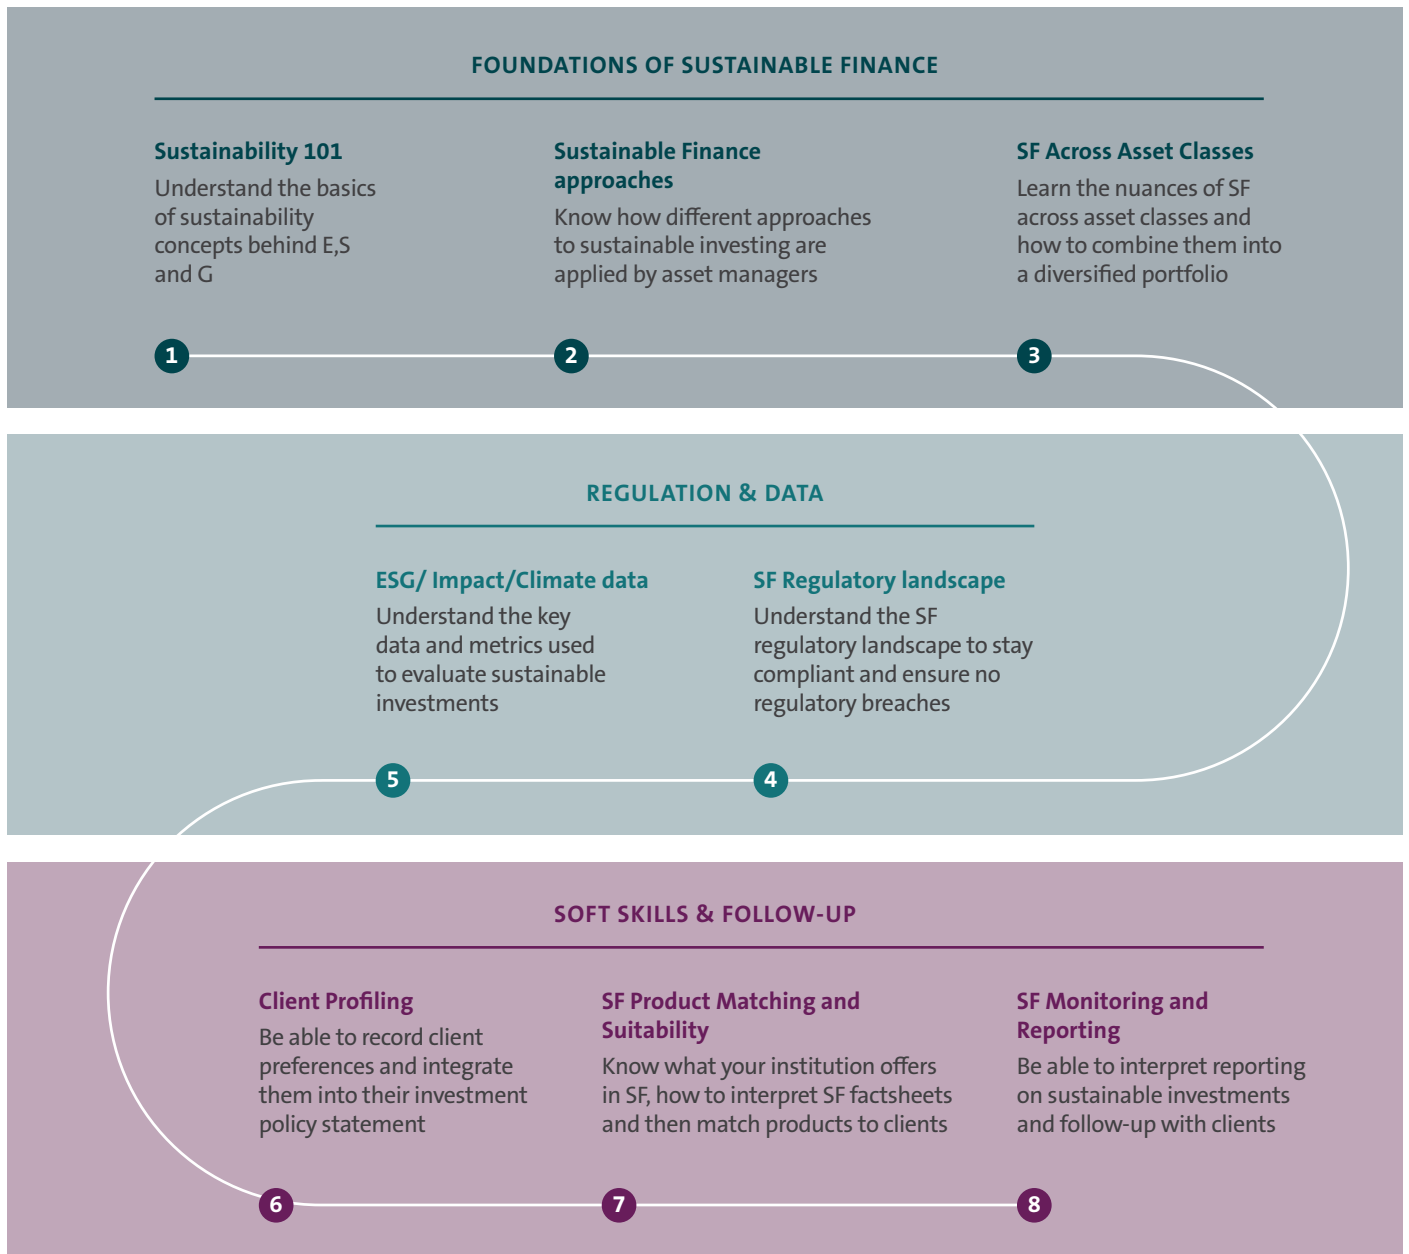 FOUNDATIONS OF SUSTAINABLE FINANCE
Sustainability 101
Understand the basics
of sustainability
concepts behind E,S
and G
Sustainable Finance
approaches
Know how different approaches
to sustainable investing are
applied by asset managers
SF Across Asset Classes
Learn the nuances of SF
across asset classes and
how to combine them into
a diversified portfolio
1
2
3
REGULATION & DATA
ESG/ Impact/Climate data
Understand the key
data and metrics used
to evaluate sustainable
investments
SF Regulatory landscape
Understand the SF
regulatory landscape to stay
compliant and ensure no
regulatory breaches
5
4
SOFT SKILLS & FOLLOW-UP
Client Profiling
Be able to record client
preferences and integrate
them into their investment
policy statement
SF Product Matching and
Suitability
Know what your institution offers
in SF, how to interpret SF factsheets
and then match products to clients
SF Monitoring and
Reporting
Be able to interpret reporting
on sustainable investments
and follow-up with clients
6
7
8